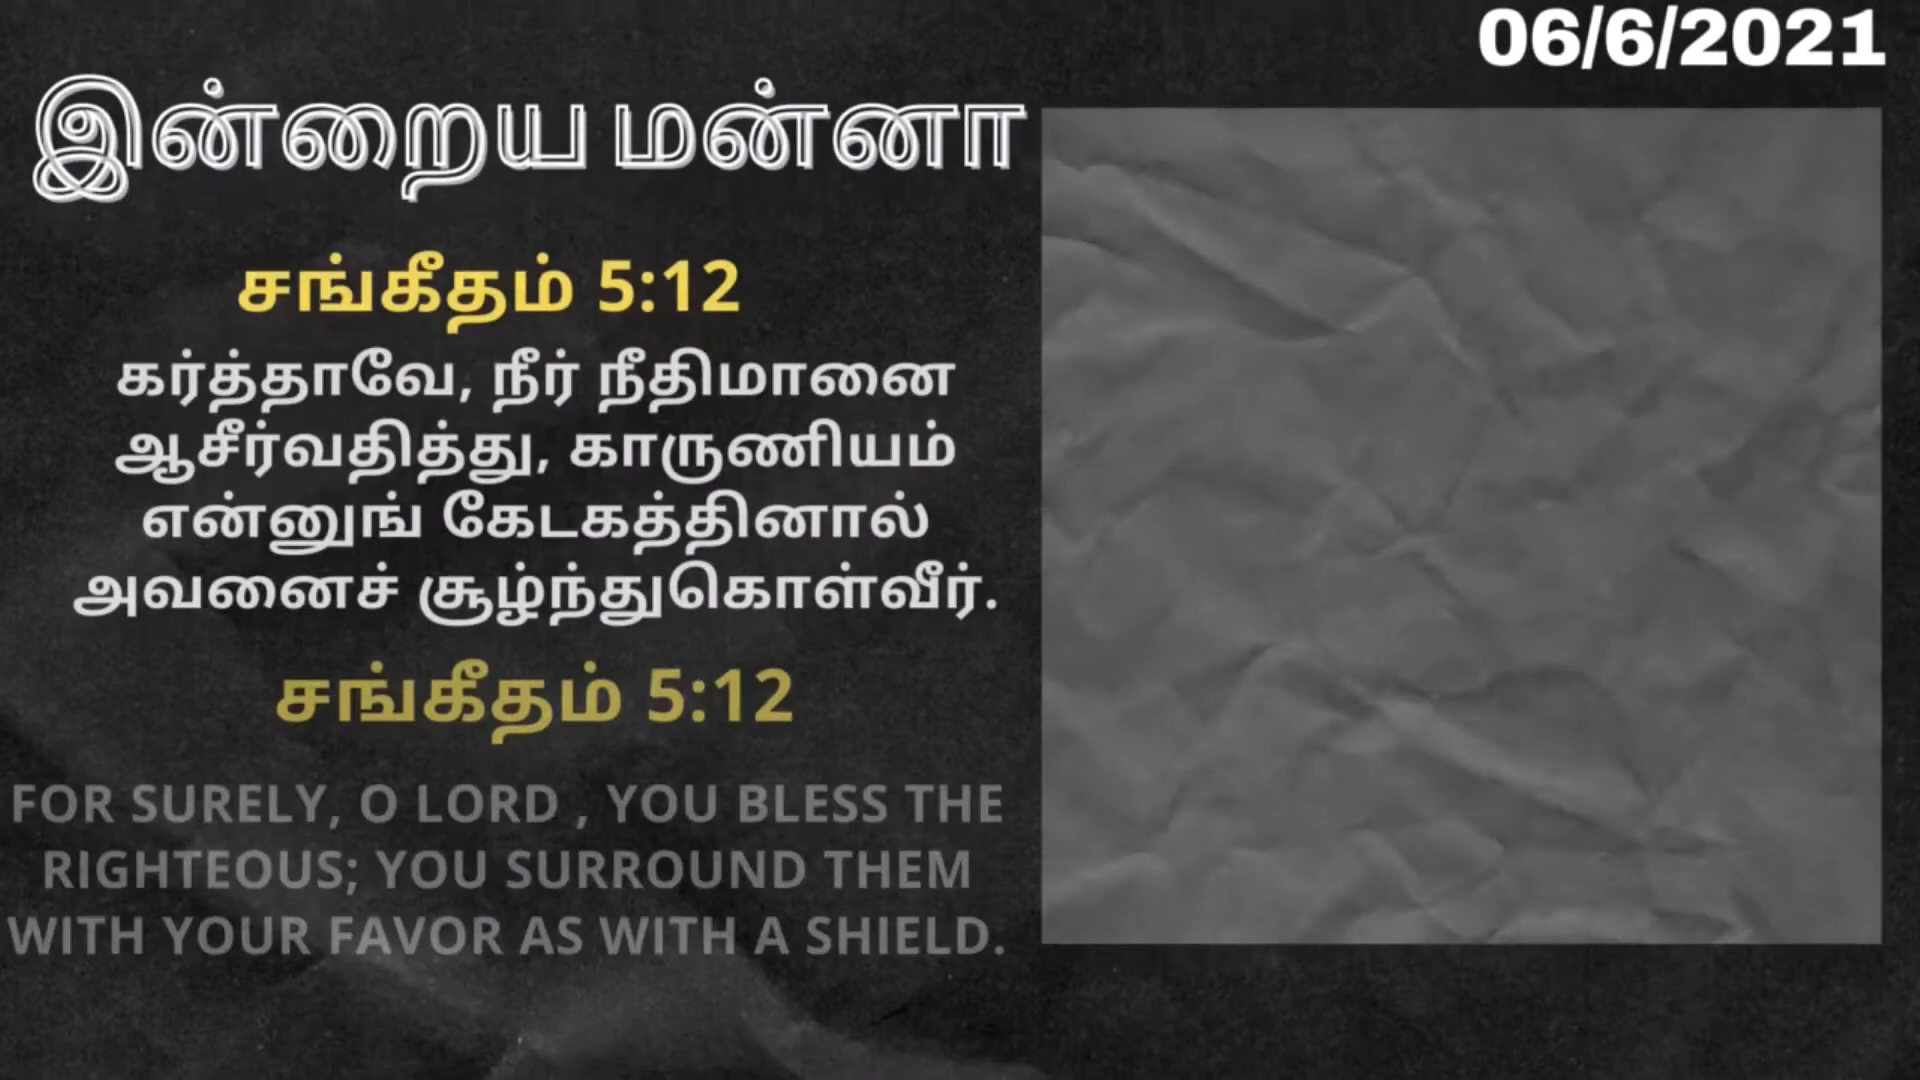 06/6/2021
இன்றைய மன்னா
சங்கீதம் 5:12
கர்த்தாவே, நீர் நீதிமானை
ஆசீர்வதித்து, காருணியம்
என்னுங் கேடகத்தினால்
அவனைச் சூழ்ந்துகொள்வீர்.
சங்கீதம் 5:12
FOR SURELY, O LORD , YOU BLESS THE
RIGHTEOUS; YOU SURROUND THEM
WITH YOUR FAVOR AS WITH A SHIELD.